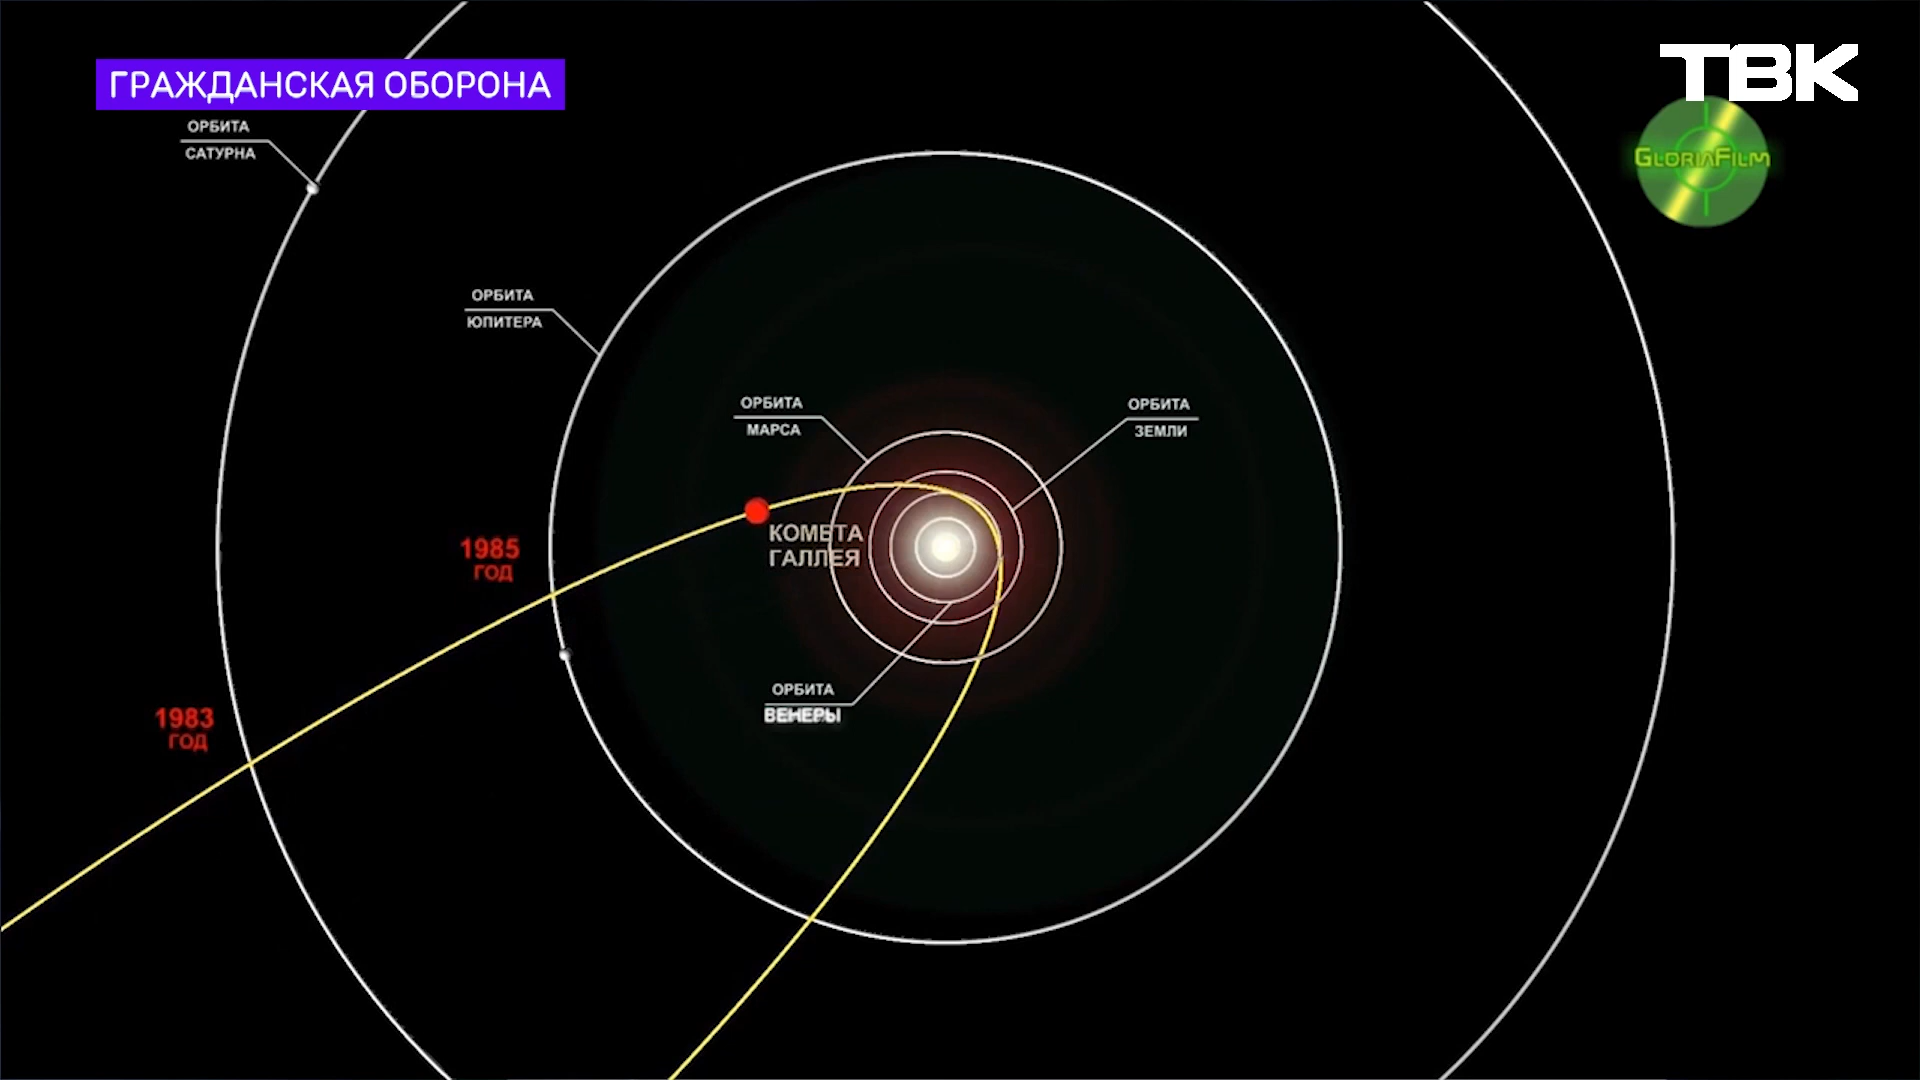 ГРАЖДАНСКАЯ ОБОРОНА
ТВК
GLORIAFILM
ОРБИТА
САТУРНА
ОРБИТА
ЮПИТЕРА
ОРБИТА
МАРСА
ОРБИТА
ЗЕМЛИ
КОМЕТА
ГАЛЛЕЯ
1985
ГОД
ОРБИТА
ВЕНЕРЫ
1983
ГОД